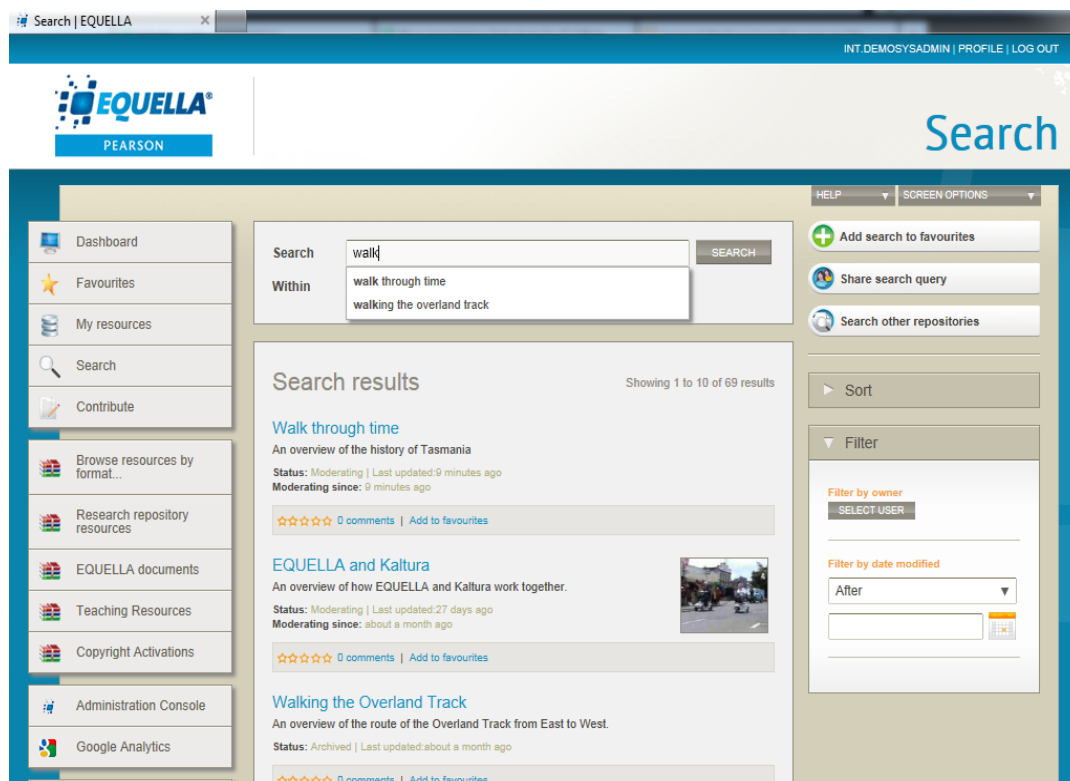 Search | EQUELLA
INT.DEMOSYSADMIN | PROFILE | LOG OUT
EQUELLA®
PEARSON
Search
HELP
SCREEN OPTIONS
Dashboard
Favourites
My resources
Search
Contribute
Browse resources by
format...
Research repository
resources
EQUELLA documents
Teaching Resources
Copyright Activations
Administration Console
Google Analytics
Search
walk
SEARCH
Within
walk through time
walking the overland track
Search results
Showing 1 to 10 of 69 results
Walk through time
An overview of the history of Tasmania
Status: Moderating | Last updated:9 minutes ago
Moderating since: 9 minutes ago
0 comments | Add to favourites
EQUELLA and Kaltura
An overview of how EQUELLA and Kaltura work together.
Status: Moderating | Last updated:27 days ago
Moderating since: about a month ago
0 comments | Add to favourites
Walking the Overland Track
An overview of the route of the Overland Track from East to West.
Status: Archived | Last updated:about a month ago
0 comments | Add to favourites
Add search to favourites
Share search query
Search other repositories
Sort
Filter
Filter by owner
SELECT USER
Filter by date modified
After